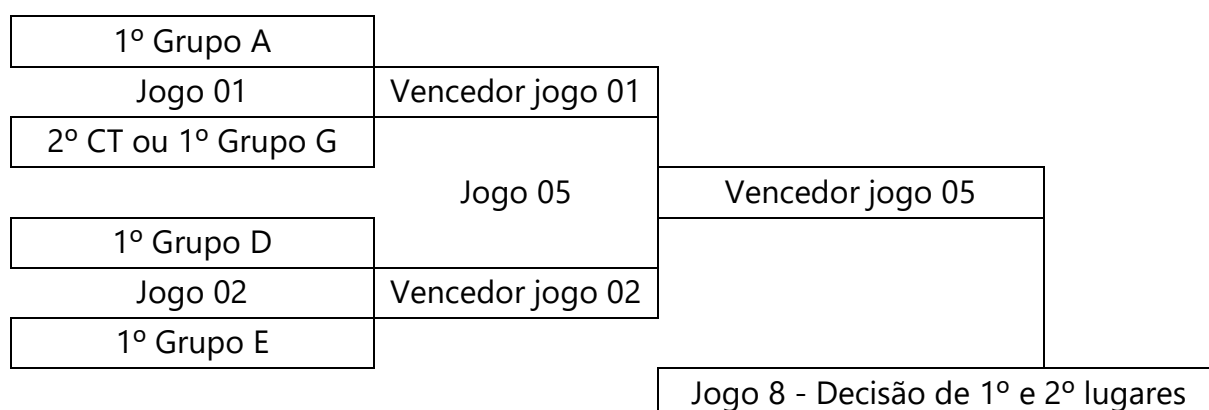 1º Grupo A
Jogo 01
Vencedor jogo 01
2º CT ou 1º Grupo G
Jogo 05
Vencedor jogo 05
1º Grupo D
Jogo 02
Vencedor jogo 02
1º Grupo E
Jogo 8 - Decisão de 1º e 2º lugares